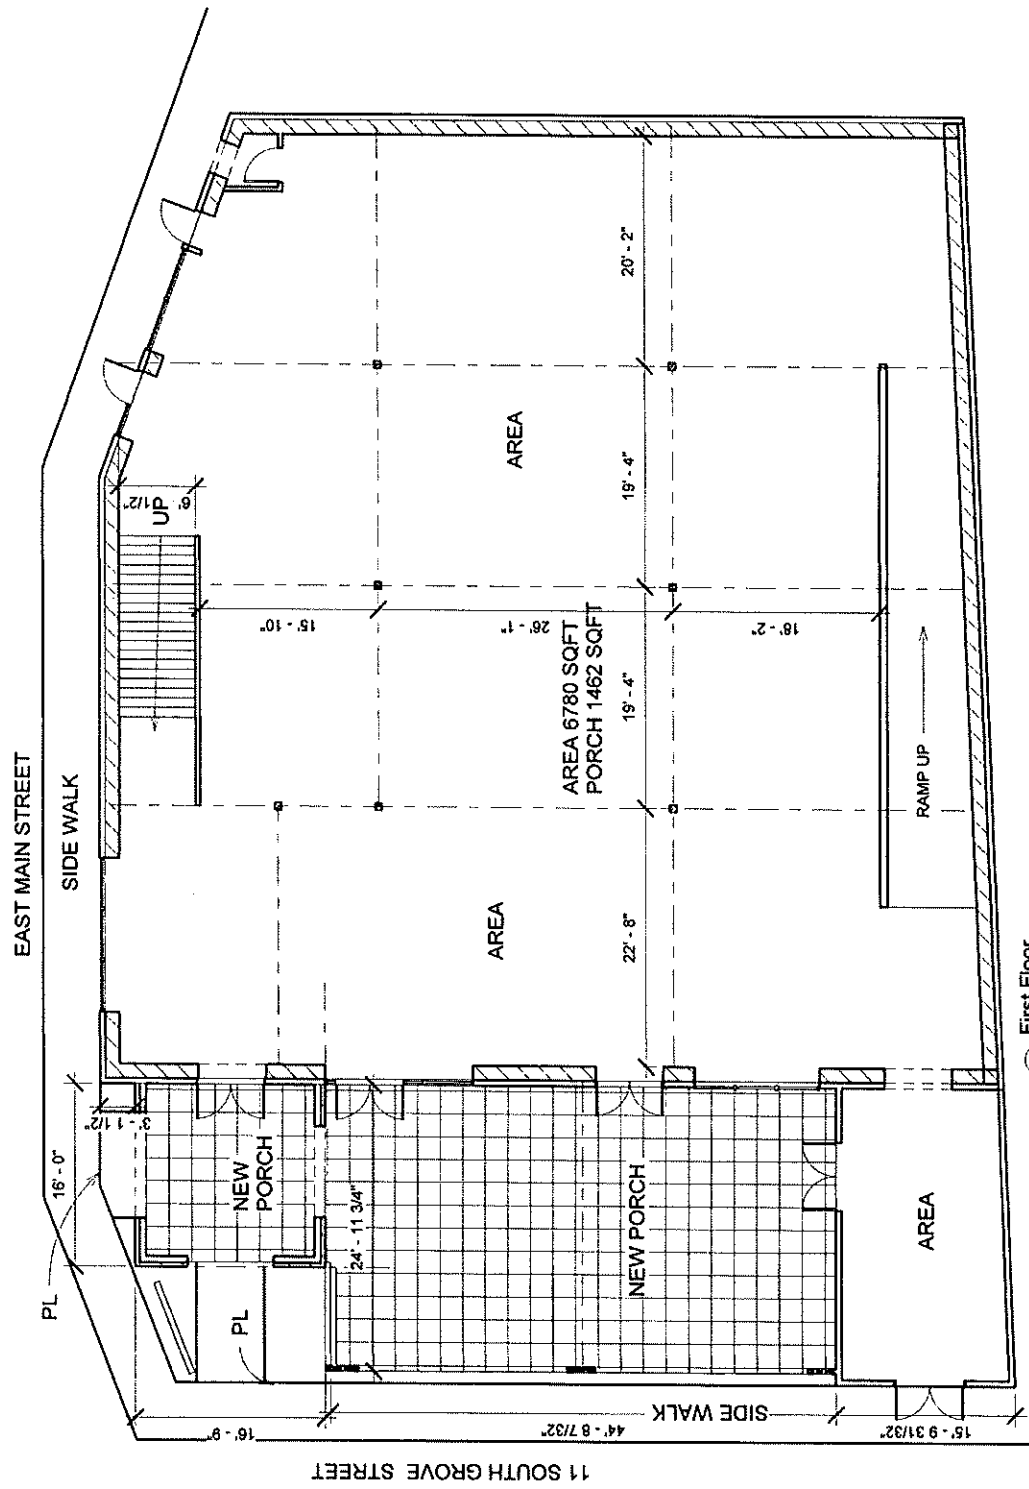 EAST MAIN STREET
SIDE WALK
PL
16' - 0"
3' - 1 1/2"
UP
6' 
0 1/2"
NEW
PORCH
PL
24' - 11 3/4"
NEW PORCH
AREA
AREA
AREA
AREA 6780 SQFT
PORCH 1462 SQFT
15' - 10"
26' - 1"
18' - 2"
22' - 8"
19' - 4"
19' - 4"
20' - 2"
RAMP UP
SIDE WALK
16' - 9"
44' - 8 7/32"
15' - 9 31/32"
11 SOUTH GROVE STREET
First Floor